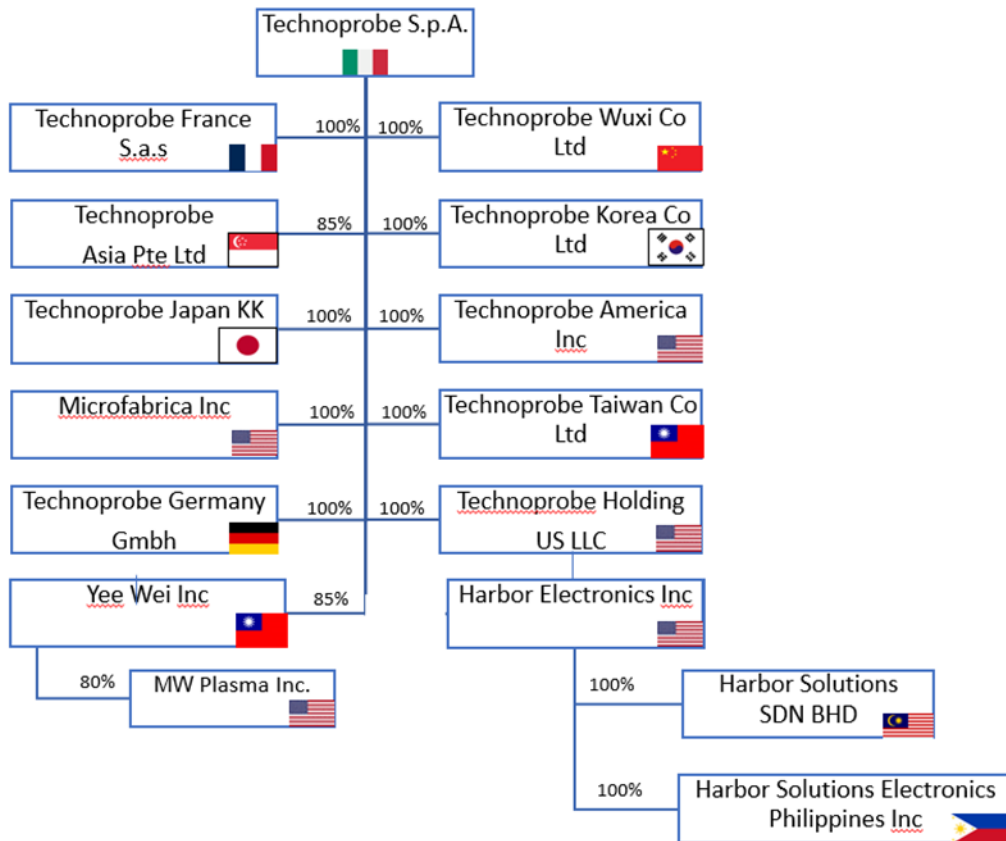 Technoprobe S.p.A.
Technoprobe France
S.a.s
100%
100%
Technoprobe Wuxi Co
Ltd
Technoprobe
Asia Pte Ltd
85%
100%
Technoprobe Korea Co
Ltd
Technoprobe Japan KK
100%
100%
Technoprobe America
Inc
Microfabrica Inc
100%
100%
Technoprobe Taiwan Co
Ltd
Technoprobe Germany
Gmbh
100%
100%
Technoprobe Holding
US LLC
Yee Wei Inc
85%
Harbor Electronics Inc
80%
MW Plasma Inc.
100%
Harbor Solutions
SDN BHD
100%
Harbor Solutions Electronics
Philippines Inc